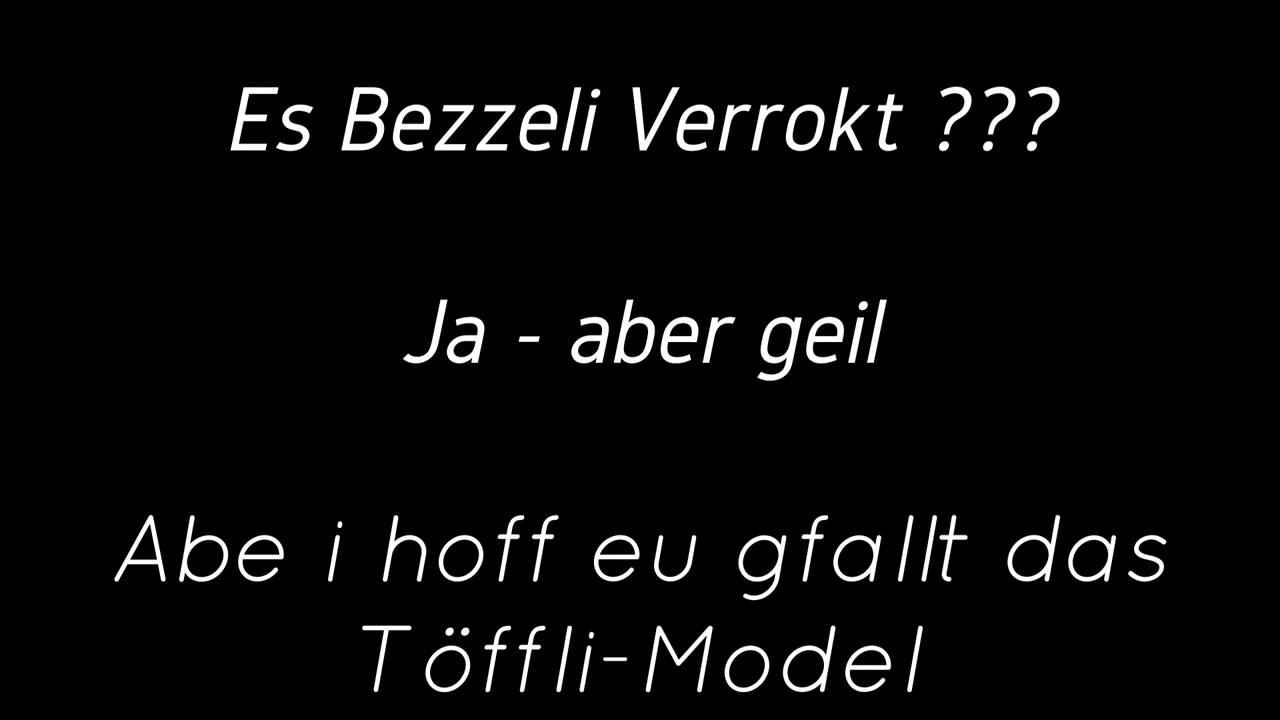 Es Bezzeli Verrokt ???
Ja - aber geil
Abe i hoff eu gfallt das
Töffli-Model